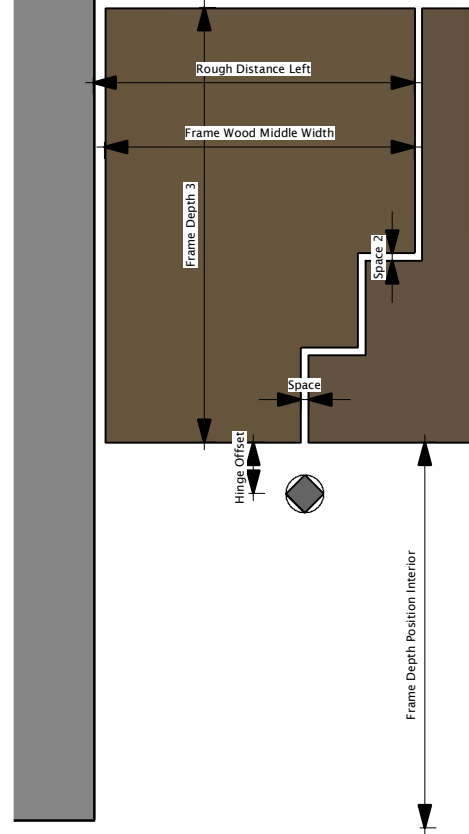 Rough Distance Left
Frame Wood Middle Width
Frame Depth 3
Space 2
Space
Hinge Offset
Frame Depth Position Interior